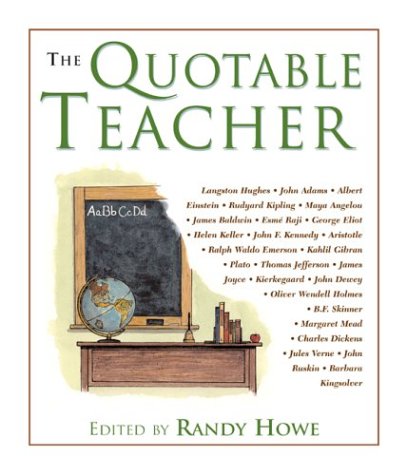 THE QUOTABLE
TEACHER
AaBb CcDd
Langston Hughes • John Adams • Albert
Einstein • Rudyard Kipling • Maya Angelou
• James Baldwin • Esmé Raji • George Eliot
• Helen Keller • John F. Kennedy • Aristotle
• Ralph Waldo Emerson • Kahlil Gibran
• Plato • Thomas Jefferson • James
Joyce • Kierkegaard • John Dewey
• Oliver Wendell Holmes
• B.F. Skinner
• Margaret Mead
• Charles Dickens
• Jules Verne • John
Ruskin • Barbara
Kingsolver
EDITED BY RANDY HOWE